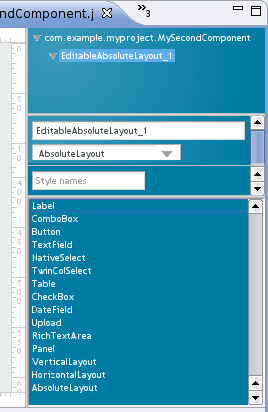 ndComponent.j
3
com.example.myproject.MySecondComponent
EditableAbsoluteLayout_1
EditableAbsoluteLayout_1
AbsoluteLayout
Style names
Label
ComboBox
Button
TextField
NativeSelect
TwinColSelect
Table
CheckBox
DateField
Upload
RichTextArea
Panel
VerticalLayout
HorizontalLayout
AbsoluteLayout